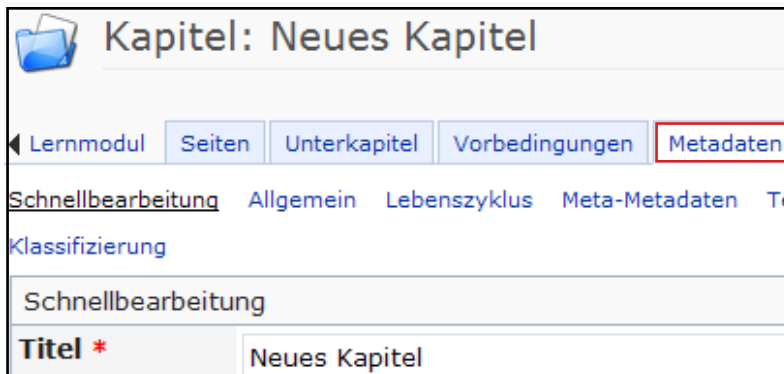 Kapitel: Neues Kapitel
Lernmodul Seiten Unterkapitel Vorbedingungen Metadaten
Schnellbearbeitung Allgemein Lebenszyklus Meta-Metadaten
Klassifizierung
Schnellbearbeitung
Titel * Neues Kapitel